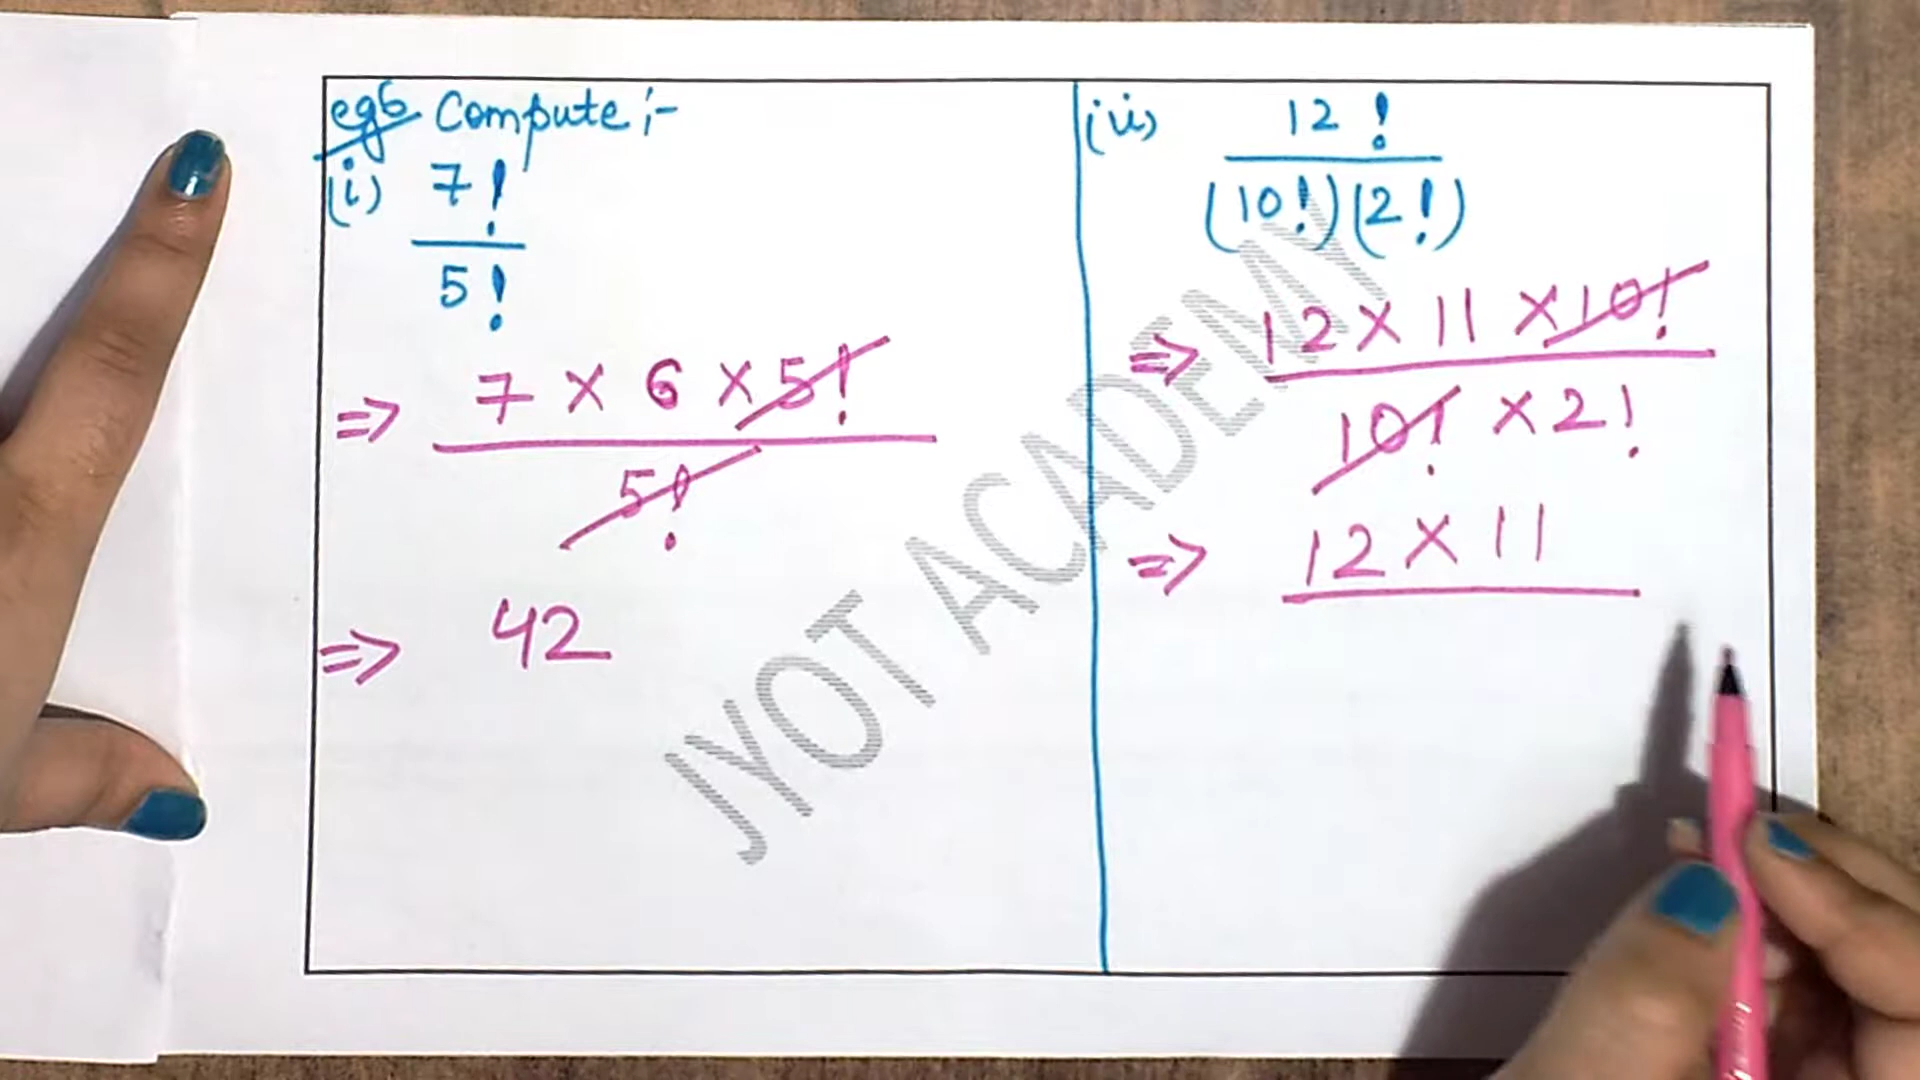 eg6 Compute :-
(i) 7!
5!
=> 7 × 6 × 5!
5!
=> 42
(ii) 12!
(10!) (2!)
=> 12 × 11 × 10!
10! × 2!
=> 12 × 11
JYOT ACADEMY